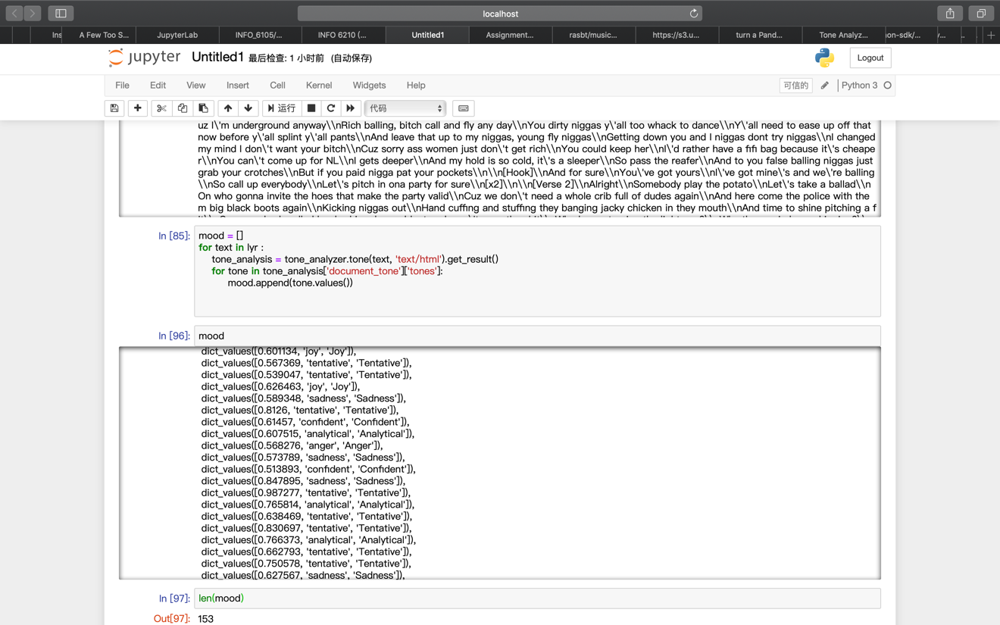 localhost
Ins
A Few Too S...
JupyterLab
INFO_6105/...
INFO 6210 (...
Untitled1
Assignment...
rasbt/music...
https://s3.u...
turn a Pand...
Tone Analyz...
on-sdk/...
jupyter Untitled1 最后检查: 1 小时前 (自动保存)
Logout
File Edit View Insert Cell Kernel Widgets Help
可信的 Python 3
运行 代码
uz I\'m underground anyway\\nRich balling, bitch call and fly any day\\nYou dirty niggas y\'all too whack to dance\\nY\'all need to ease up off that
now before y\'all splint y\'all pants\\nAnd leave that up to my niggas, young fly niggas\\nGetting down you and I niggas dont try niggas\\nI changed
my mind I don\'t want your bitch\\nCuz sorry ass women just don\'t get rich\\nYou could keep her\\nI\'d rather have a fifi bag because it\'s cheape
r\\nYou can\'t come up for NL\\nI gets deeper\\nAnd my hold is so cold, it\'s a sleeper\\nSo pass the reafer\\nAnd to you false balling niggas just
grab your crotches\\nBut if you paid nigga pat your pockets\\n\\n[Hook]\\nAnd for sure\\nYou\'ve got yours\\nI\'ve got mine\'s and we\'re balling
\\nSo call up everybody\\nLet\'s pitch in ona party for sure\\n[x2]\\n\\n[Verse 2]\\nAlright\\nSomebody play the potato\\nLet\'s take a ballad\\n
On who gonna invite the hoes that make the party valid\\nCuz we don\'t need a whole crib full of dudes again\\nAnd here come the police with the
m big black boots again\\nKicking niggas out\\nHand cuffing and stuffing they banging jacky chicken in they mouth\\nAnd time to shine pitching a f
In [85]: mood = []
for text in lyr :
tone_analysis = tone_analyzer.tone(text, 'text/html').get_result()
for tone in tone_analysis['document_tone']['tones']:
mood.append(tone.values())
In [96]: mood
dict_values([0.601134, 'joy', 'Joy']),
dict_values([0.567369, 'tentative', 'Tentative']),
dict_values([0.539047, 'tentative', 'Tentative']),
dict_values([0.626463, 'joy', 'Joy']),
dict_values([0.589348, 'sadness', 'Sadness']),
dict_values([0.8126, 'tentative', 'Tentative']),
dict_values([0.61457, 'confident', 'Confident']),
dict_values([0.607515, 'analytical', 'Analytical']),
dict_values([0.568276, 'anger', 'Anger']),
dict_values([0.573789, 'sadness', 'Sadness']),
dict_values([0.513893, 'confident', 'Confident']),
dict_values([0.847895, 'sadness', 'Sadness']),
dict_values([0.987277, 'tentative', 'Tentative']),
dict_values([0.765814, 'analytical', 'Analytical']),
dict_values([0.638469, 'tentative', 'Tentative']),
dict_values([0.830697, 'tentative', 'Tentative']),
dict_values([0.766373, 'analytical', 'Analytical']),
dict_values([0.662793, 'tentative', 'Tentative']),
dict_values([0.750578, 'tentative', 'Tentative']),
dict_values([0.627567, 'sadness', 'Sadness']),
In [97]: len(mood)
Out[97]: 153